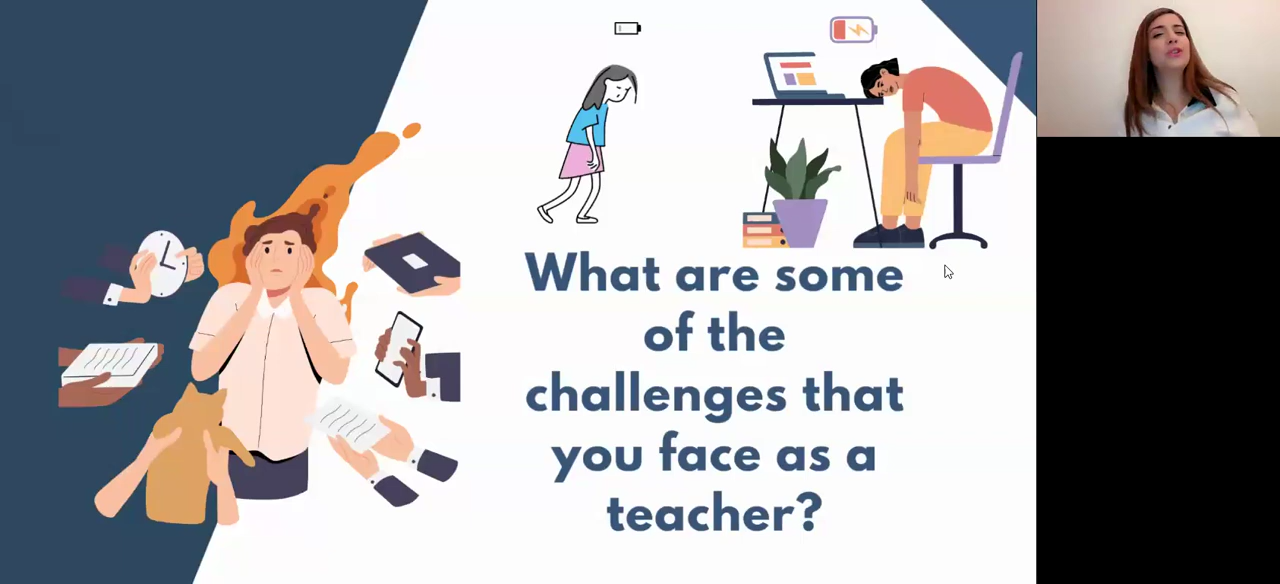 What are some
of the
challenges that
you face as a
teacher?